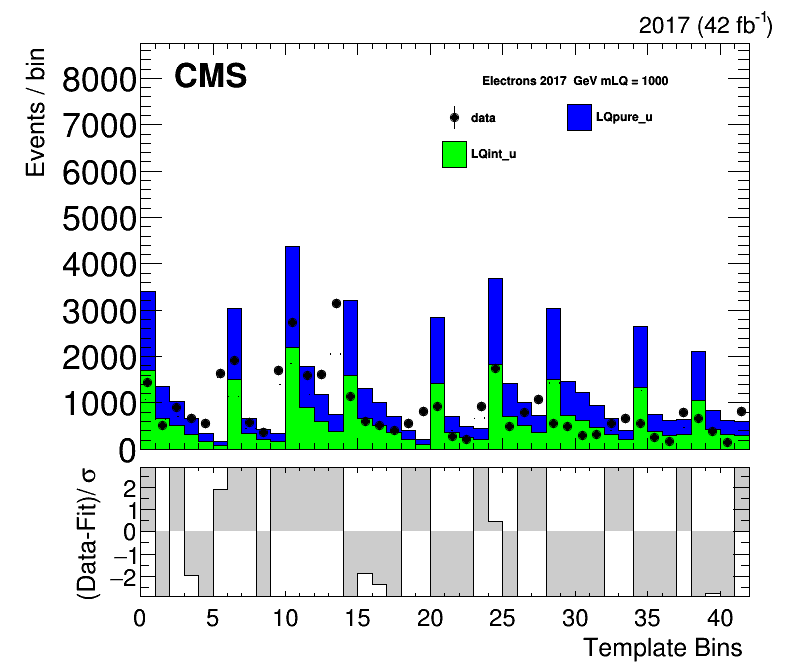 2017 (42 fb-1)
CMS
Electrons 2017 GeV mLQ = 1000
data
LQpure_u
LQint_u
Events / bin
8000
7000
6000
5000
4000
3000
2000
1000
0
(Data-Fit)/ σ
2
1
0
−1
−2
0 5 10 15 20 25 30 35 40
Template Bins